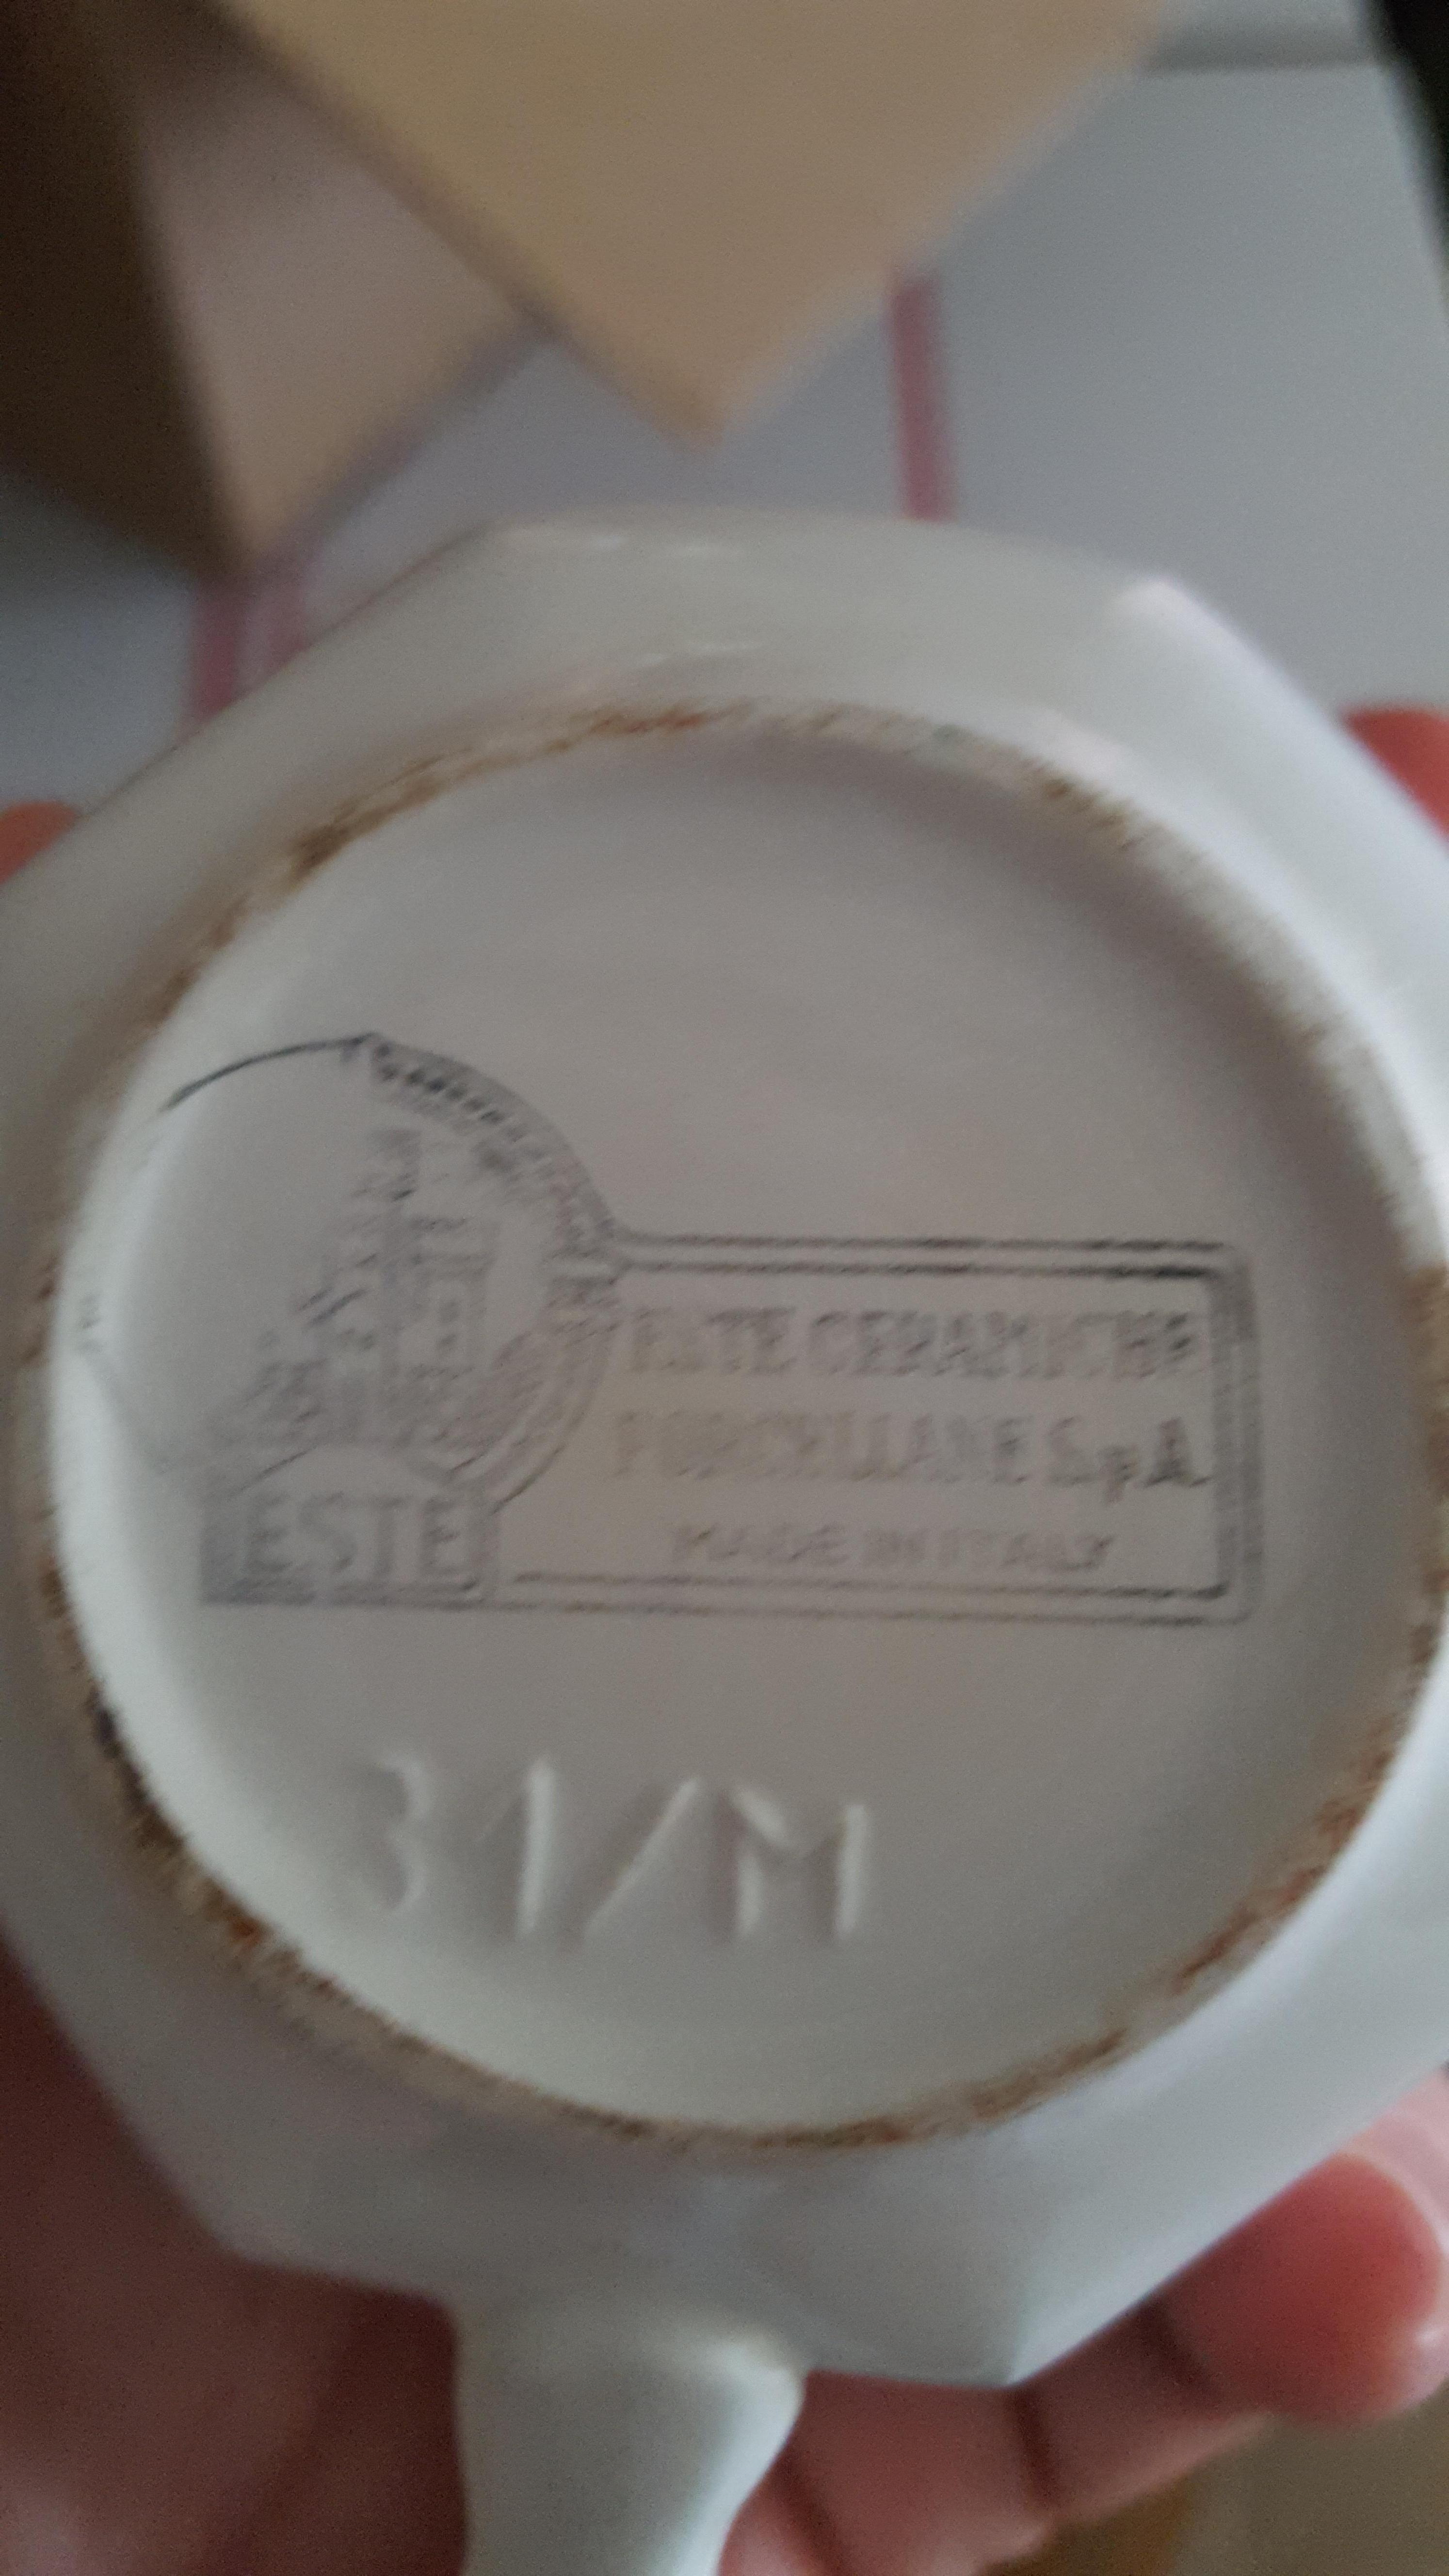 ESTE CERAMICHE
PORCELLANE S.p.A.
MADE IN ITALY
ESTE
31/M